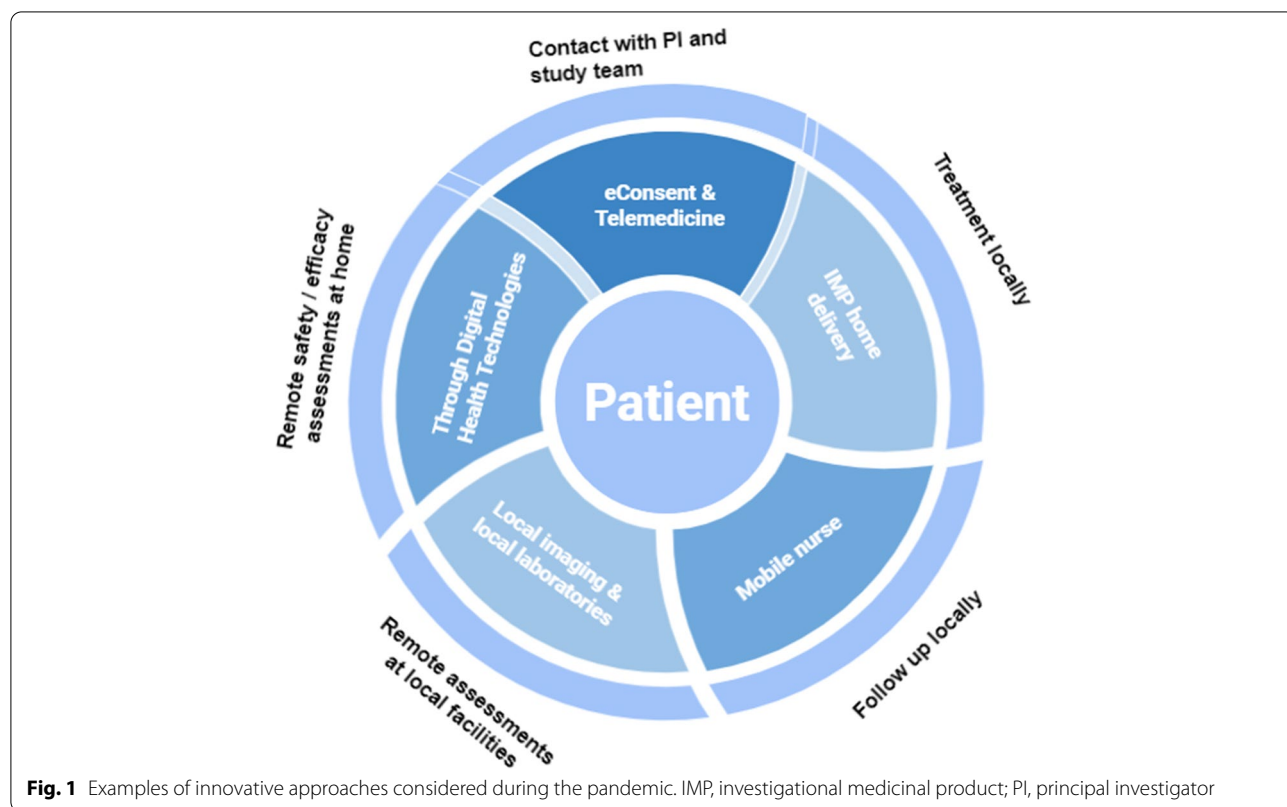 Contact with PI and
study team
eConsent &
Telemedicine
Treatment locally
IMP home
delivery
Patient
Mobile nurse
Follow up locally
Local imaging &
local laboratories
Remote assessments
at local facilities
Through Digital
Health Technologies
Remote safety / efficacy
assessments at home
Fig. 1 Examples of innovative approaches considered during the pandemic. IMP, investigational medicinal product; PI, principal investigator